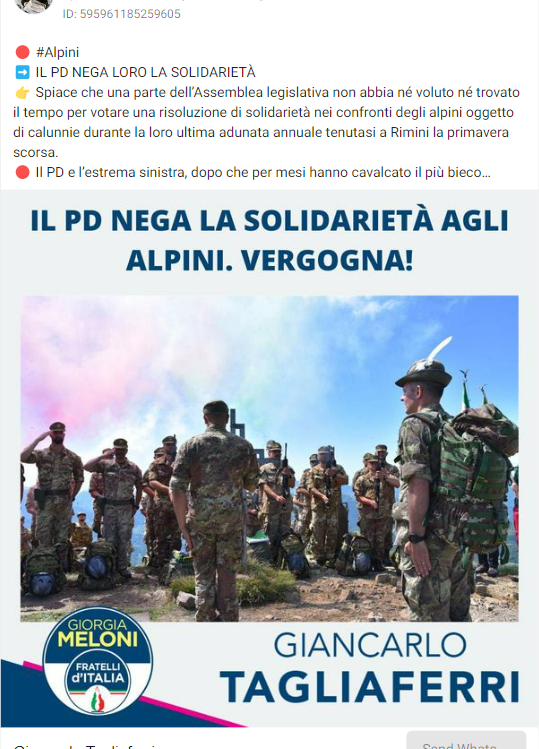 ID: 595961185259605
🔴 #Alpini
➡️ IL PD NEGA LORO LA SOLIDARIETÀ
👉 Spiace che una parte dell'Assemblea legislativa non abbia né voluto né trovato
il tempo per votare una risoluzione di solidarietà nei confronti degli alpini oggetto
di calunnie durante la loro ultima adunata annuale tenutasi a Rimini la primavera
scorsa.
🔴 Il PD e l'estrema sinistra, dopo che per mesi hanno cavalcato il più bieco...
IL PD NEGA LA SOLIDARIETÀ AGLI
ALPINI. VERGOGNA!
GIORGIA
MELONI
FRATELLI
d'ITALIA
GIANCARLO
TAGLIAFERRI
Send Whats